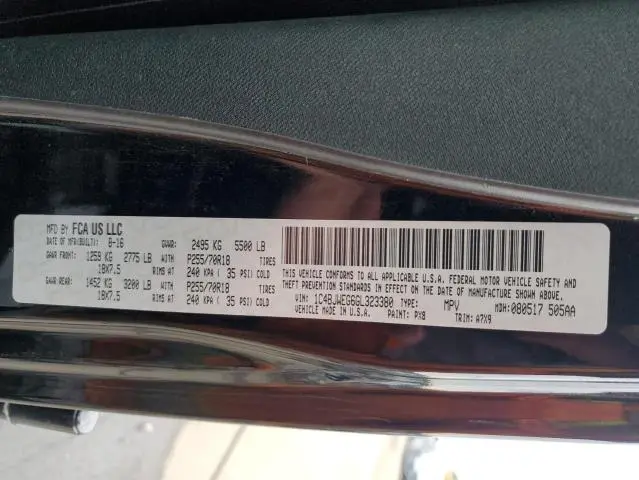 MFD BY FCA US LLC
DATE OF MFR(BUILT): 8-16 GVWR: 2495 KG 5500 LB
GAWR FRONT: 1259 KG 2775 LB WITH P255/70R18 TIRES
18X7.5 RIMS AT 240 KPA ( 35 PSI) COLD
GAWR REAR: 1452 KG 3200 LB WITH P255/70R18 TIRES
18X7.5 RIMS AT 240 KPA ( 35 PSI) COLD
THIS VEHICLE CONFORMS TO ALL APPLICABLE U.S.A. FEDERAL MOTOR VEHICLE SAFETY AND
THEFT PREVENTION STANDARDS IN EFFECT ON THE DATE OF MANUFACTURE SHOWN ABOVE.
VIN: 1C4BJWEG6GL323380 MPV MDH: 080517 505AA
VEHICLE MADE IN U.S.A. PAINT: PX8 TRIM: A7X9